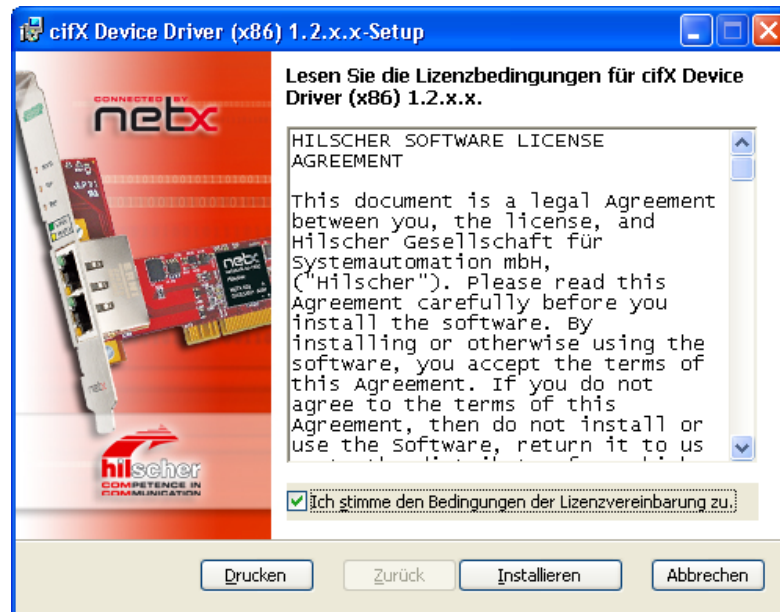 cifX Device Driver (x86) 1.2.x.x-Setup
CONNECTED BY
netx
netx
hilscher
COMPETENCE IN
COMMUNICATION
Lesen Sie die Lizenzbedingungen für cifX Device
Driver (x86) 1.2.x.x.
HILSCHER SOFTWARE LICENSE
AGREEMENT
This document is a legal Agreement
between you, the license, and
Hilscher Gesellschaft für
Systemautomation mbH,
("Hilscher"). Please read this
Agreement carefully before you
install the software. By
installing or otherwise using the
software, you accept the terms of
this Agreement. If you do not
agree to the terms of this
Agreement, then do not install or
use the Software, return it to us
Ich stimme den Bedingungen der Lizenzvereinbarung zu.
Drucken
Zurück
Installieren
Abbrechen